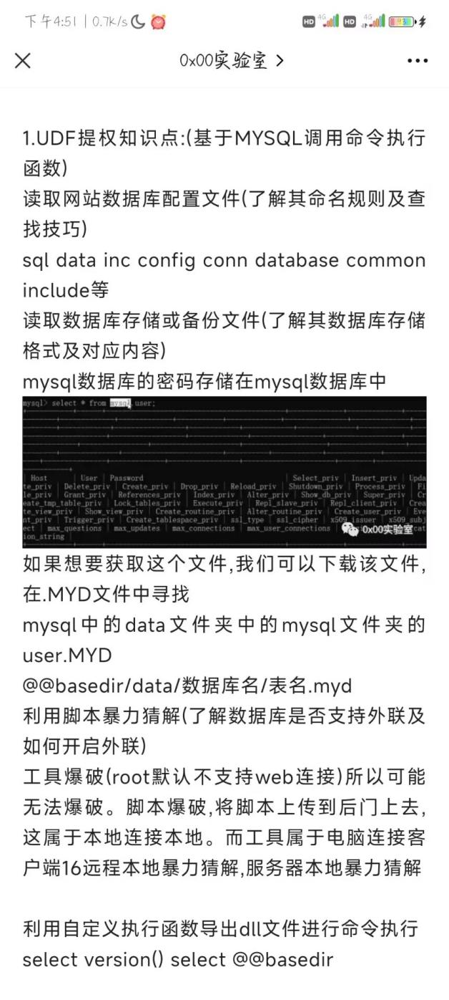 下午4:51 | 0.7K/s
HD 4G HD 4G 93
0x00实验室
1.UDF提权知识点:(基于MYSQL调用命令执行
函数)
读取网站数据库配置文件(了解其命名规则及查
找技巧)
sql data inc config conn database common
include等
读取数据库存储或备份文件(了解其数据库存储
格式及对应内容)
mysql数据库的密码存储在mysql数据库中
mysql> select * from mysql.user;
Host | User | Password | Select_priv | Insert_priv | Upda
te_priv | Delete_priv | Create_priv | Drop_priv | Reload_priv | Shutdown_priv | Process_priv | Fi
le_priv | Grant_priv | References_priv | Index_priv | Alter_priv | Show_db_priv | Super_priv | Cr
eate_tmp_table_priv | Lock_tables_priv | Execute_priv | Repl_slave_priv | Repl_client_priv | Crea
te_view_priv | Show_view_priv | Create_routine_priv | Alter_routine_priv | Create_user_priv | Eve
nt_priv | Trigger_priv | Create_tablespace_priv | ssl_type | ssl_cipher | x509_issuer | x509_subj
ect | max_questions | max_updates | max_connections | max_user_connections |
ion_string |
0x00实验室
如果想要获取这个文件,我们可以下载该文件,
在.MYD文件中寻找
mysql中的data文件夹中的mysql文件夹的
user.MYD
@@basedir/data/数据库名/表名.myd
利用脚本暴力猜解(了解数据库是否支持外联及
如何开启外联)
工具爆破(root默认不支持web连接)所以可能
无法爆破。脚本爆破,将脚本上传到后门上去,
这属于本地连接本地。而工具属于电脑连接客
户端16远程本地暴力猜解,服务器本地暴力猜解
利用自定义执行函数导出dll文件进行命令执行
select version() select @@basedir